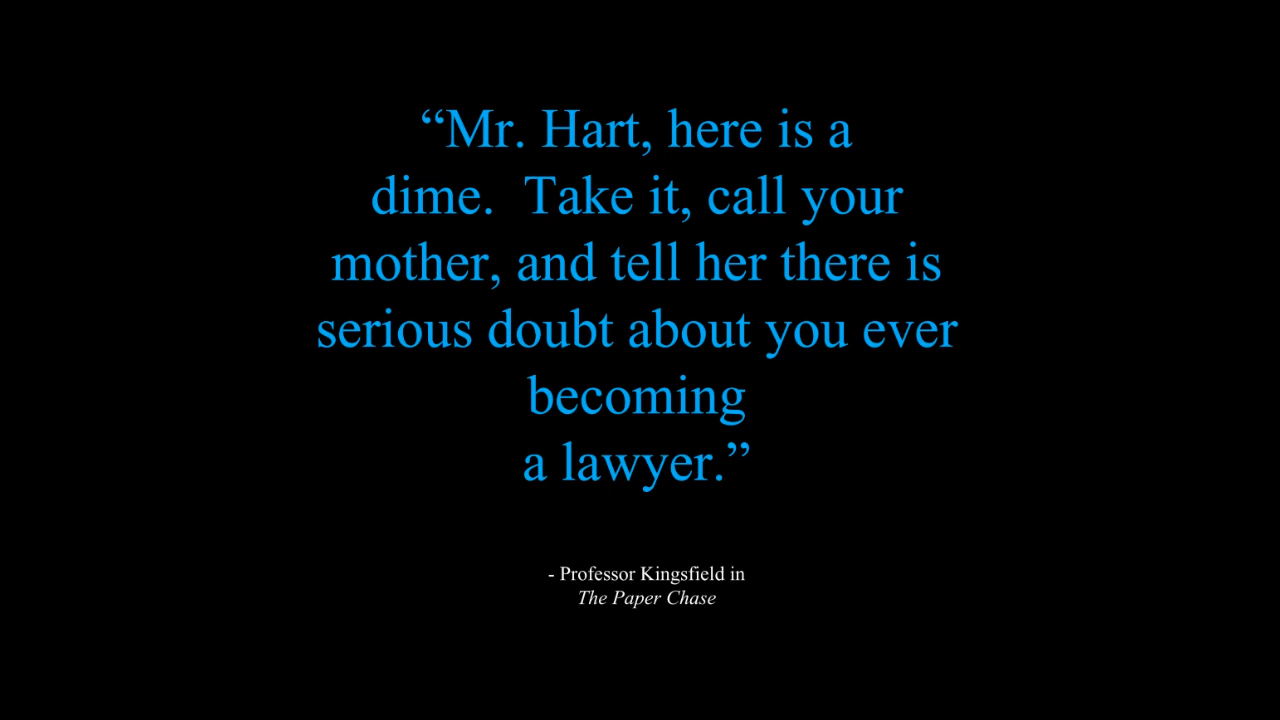 “Mr. Hart, here is a
dime.  Take it, call your
mother, and tell her there is
serious doubt about you ever
becoming
a lawyer.”
- Professor Kingsfield in
The Paper Chase